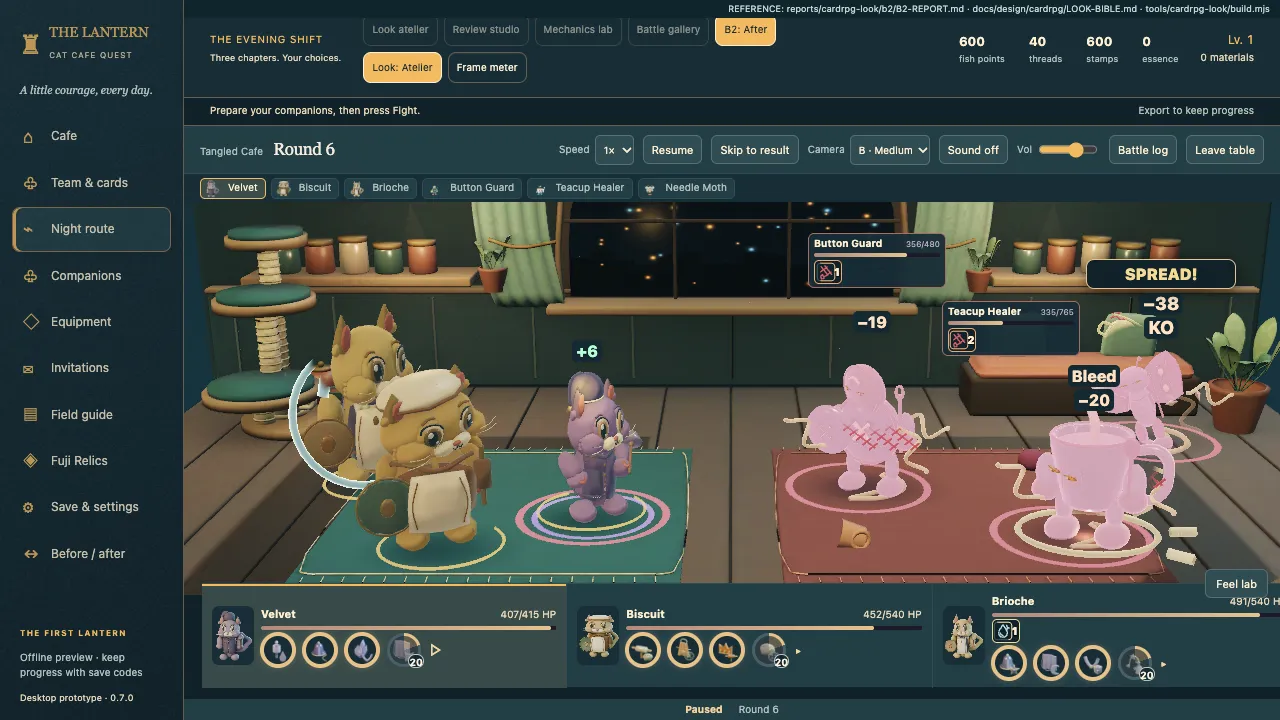 REFERENCE: reports/cardrpg-look/b2/B2-REPORT.md · docs/design/cardrpg/LOOK-BIBLE.md · tools/cardrpg-look/build.mjs
THE LANTERN
CAT CAFE QUEST
A little courage, every day.
Cafe
Team & cards
Night route
Companions
Equipment
Invitations
Field guide
Fuji Relics
Save & settings
Before / after
THE FIRST LANTERN
Offline preview · keep
progress with save codes
Desktop prototype · 0.7.0
THE EVENING SHIFT
Three chapters. Your choices.
Look atelier
Review studio
Mechanics lab
Battle gallery
B2: After
Look: Atelier
Frame meter
600
fish points
40
threads
600
stamps
0
essence
Lv. 1
0 materials
Prepare your companions, then press Fight.
Export to keep progress
Tangled Cafe
Round 6
Speed
1×
Resume
Skip to result
Camera
B · Medium
Sound off
Vol
Battle log
Leave table
Velvet
Biscuit
Brioche
Button Guard
Teacup Healer
Needle Moth
Button Guard 356/480
1
SPREAD!
−38
KO
Teacup Healer 335/765
2
−19
+6
Bleed
−20
Feel lab
Velvet 407/415 HP
20
Biscuit 452/540 HP
20
Brioche 491/540 H
1
20
Paused Round 6